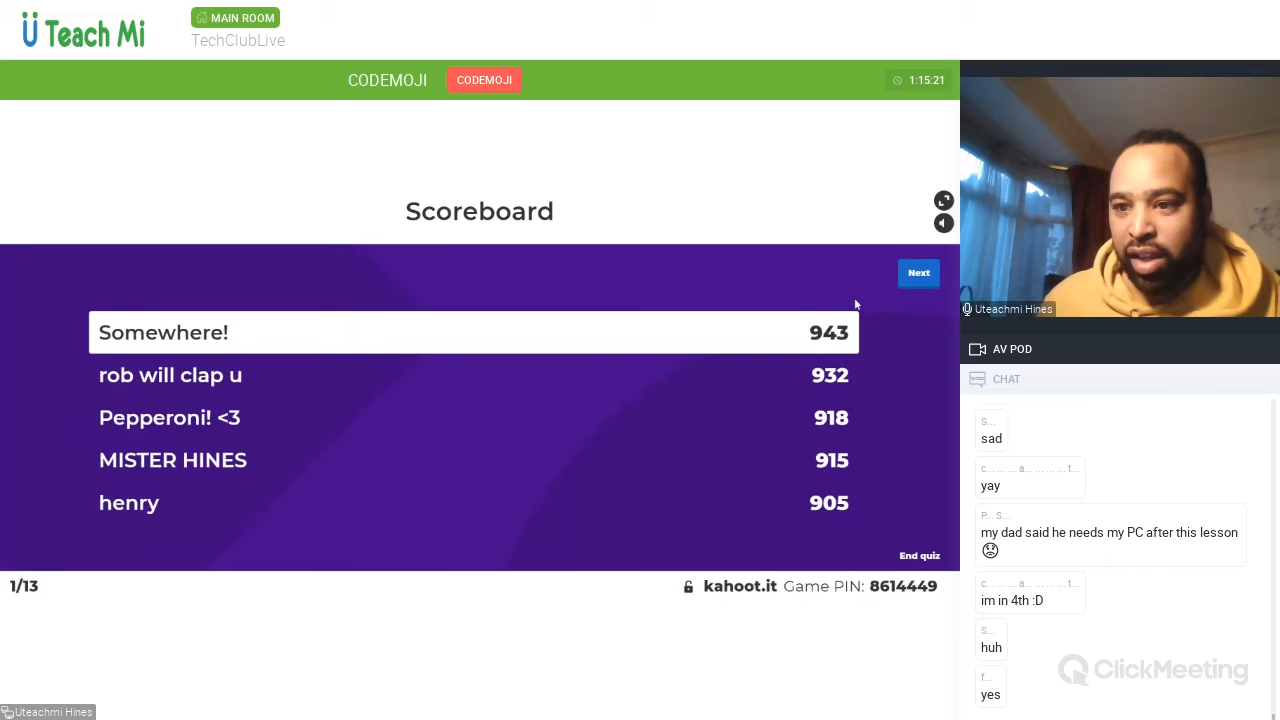 Ü Teach Mi
MAIN ROOM
TechClubLive
CODEMOJI
CODEMOJI
1:15:21
Scoreboard
Next
Somewhere! 943
rob will clap u 932
Pepperoni! <3 918
MISTER HINES 915
henry 905
End quiz
1/13
kahoot.it Game PIN: 8614449
Uteachmi Hines
Uteachmi Hines
AV POD
CHAT
S...
sad
c... ... ... a... ... ... ... t...
yay
P... S...
my dad said he needs my PC after this lesson
😟
c... ... ... a... ... ... ... t...
im in 4th :D
S...
huh
f...
yes
ClickMeeting